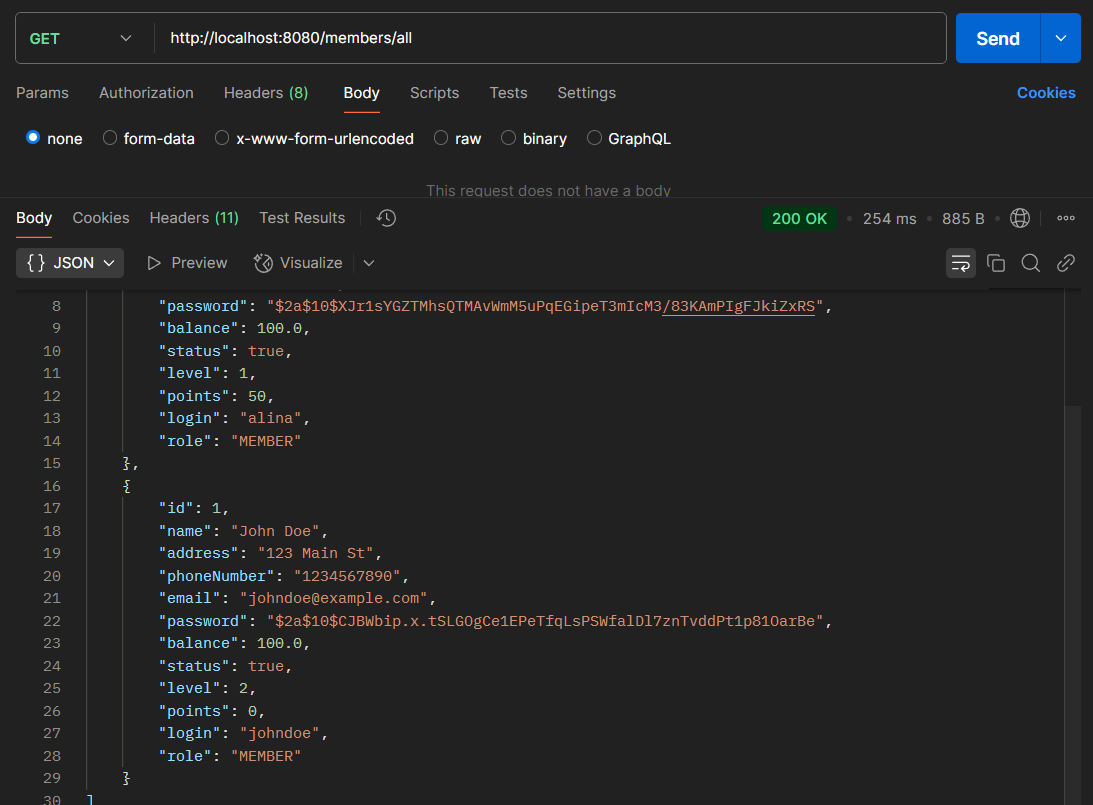 GET http://localhost:8080/members/all Send
Params Authorization Headers (8) Body Scripts Tests Settings Cookies
none form-data x-www-form-urlencoded raw binary GraphQL
This request does not have a body
Body Cookies Headers (11) Test Results 200 OK • 254 ms • 885 B •
{} JSON Preview Visualize
8 "password": "$2a$10$XJr1sYGZTMhsQTMAvWmM5uPqEGipeT3mIcM3/83KAmPIgFJkiZxRS",
9 "balance": 100.0,
10 "status": true,
11 "level": 1,
12 "points": 50,
13 "login": "alina",
14 "role": "MEMBER"
15 },
16 {
17 "id": 1,
18 "name": "John Doe",
19 "address": "123 Main St",
20 "phoneNumber": "1234567890",
21 "email": "johndoe@example.com",
22 "password": "$2a$10$CJBWbip.x.tSLGOgCe1EPeTfqLsPSWfalDl7znTvddPt1p81OarBe",
23 "balance": 100.0,
24 "status": true,
25 "level": 2,
26 "points": 0,
27 "login": "johndoe",
28 "role": "MEMBER"
29 }
30 ]